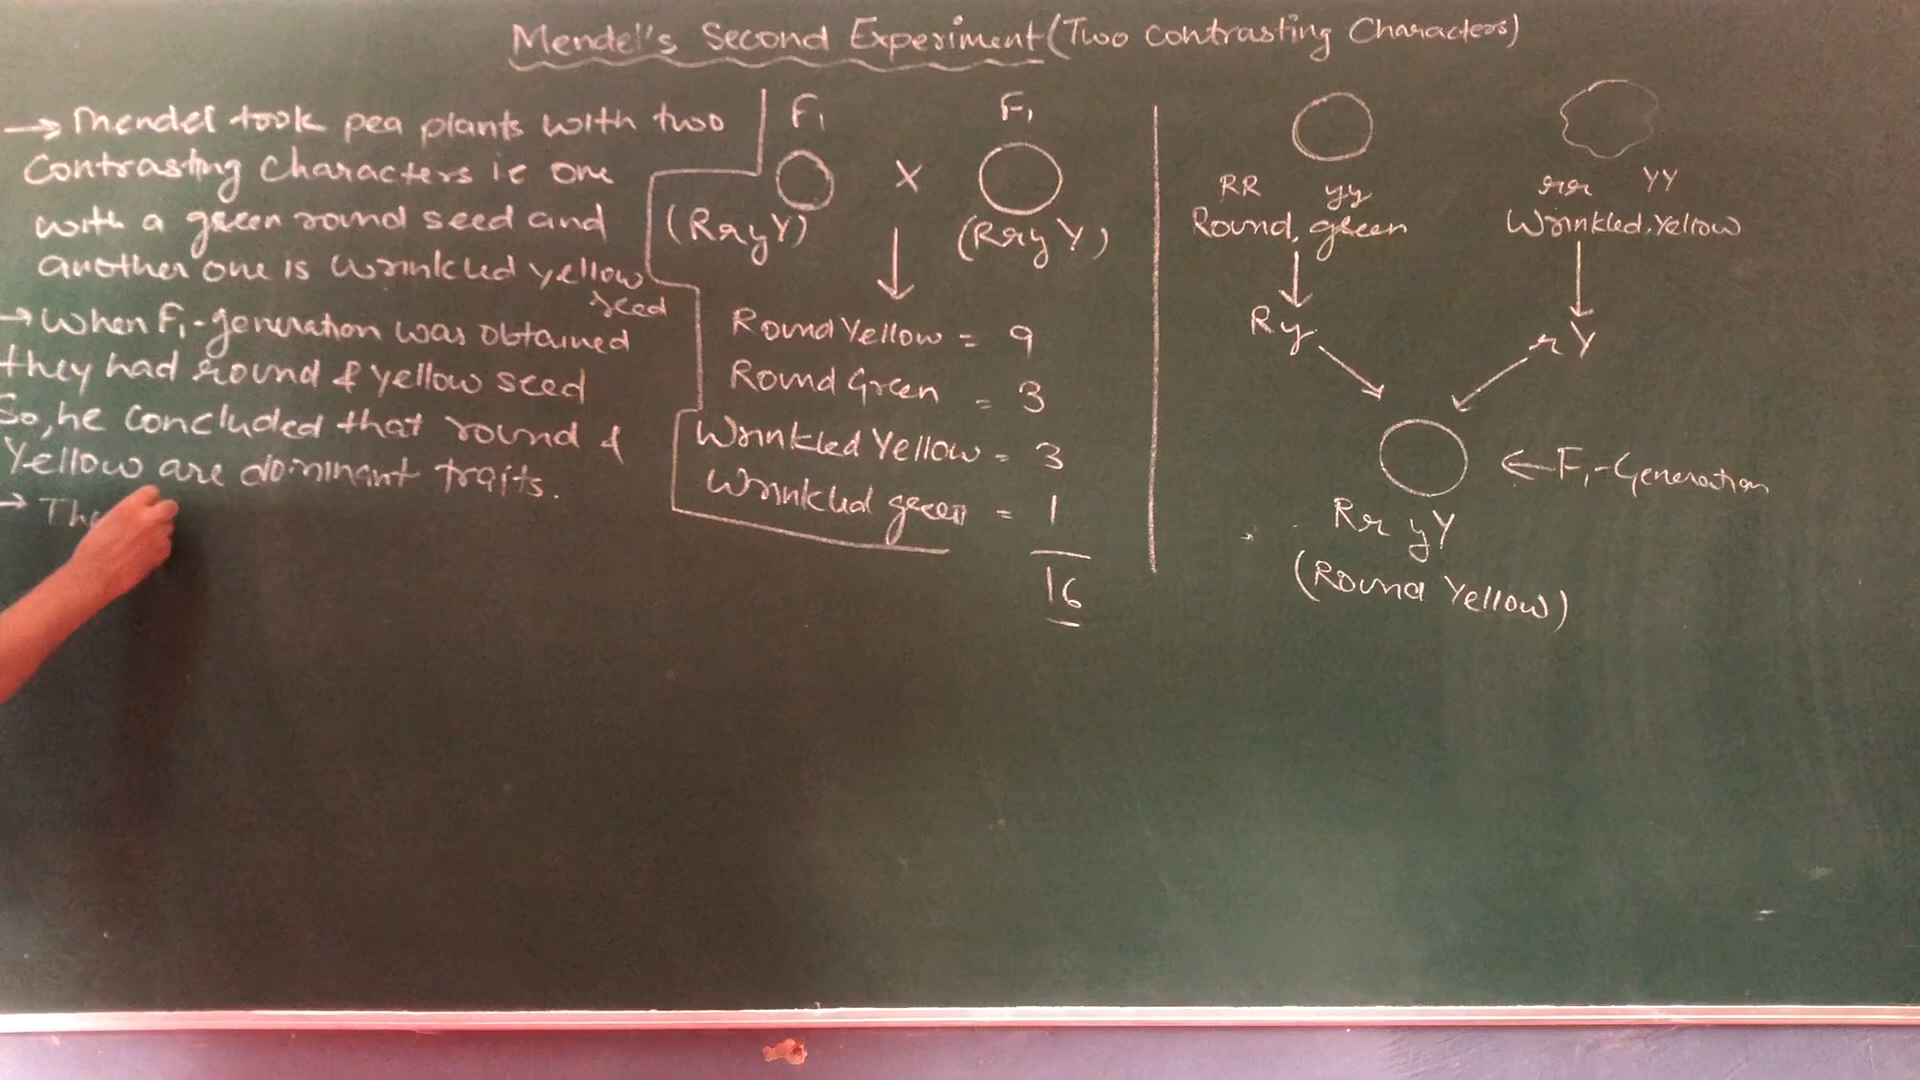 Mendel's Second Experiment (Two Contrasting Characters)
→ Mendel took pea plants with two
Contrasting Characters ie one
with a green round seed and
another one is wrinkled yellow
seed
→ When F₁-generation was obtained
they had round & yellow seed
So, he concluded that round &
Yellow are dominant traits.
→ The
F₁ F₁
X
(RryY) (RryY)
Round Yellow = 9
Round Green = 3
Wrinkled Yellow = 3
Wrinkled green = 1
16
RR yy rr YY
Round, green Wrinkled, Yellow
Ry rY
← F₁-Generation
Rr yY
(Round Yellow)